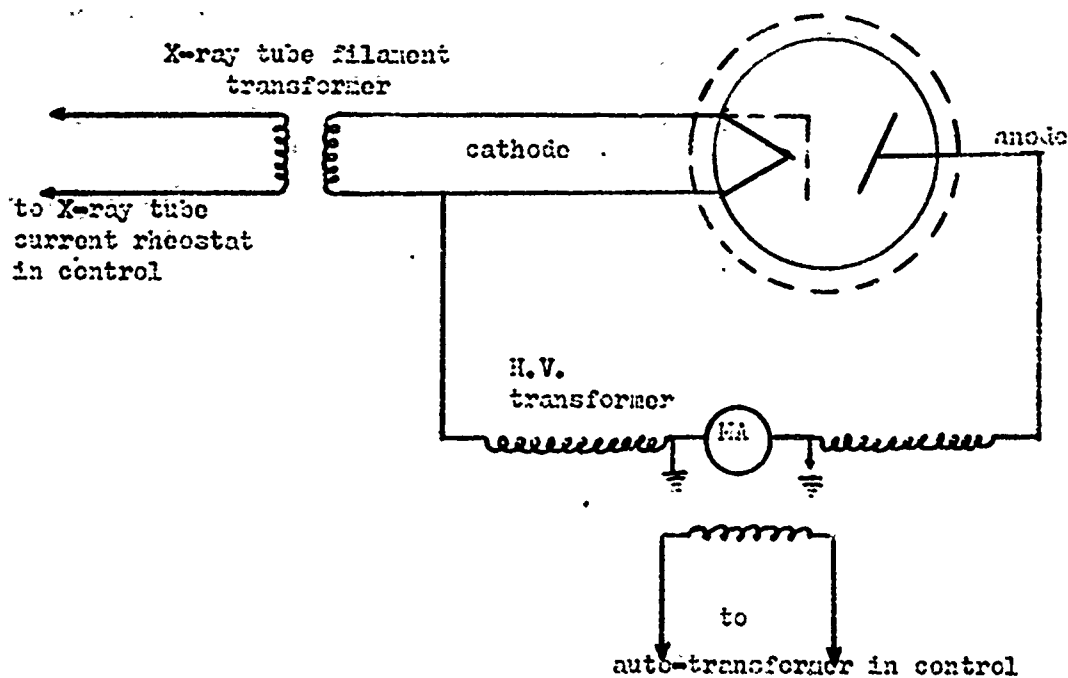 X-ray tube filament
transformer
cathode
anode
to X-ray tube
current rheostat
in control
H.V.
transformer
MA
to
auto-transformer in control